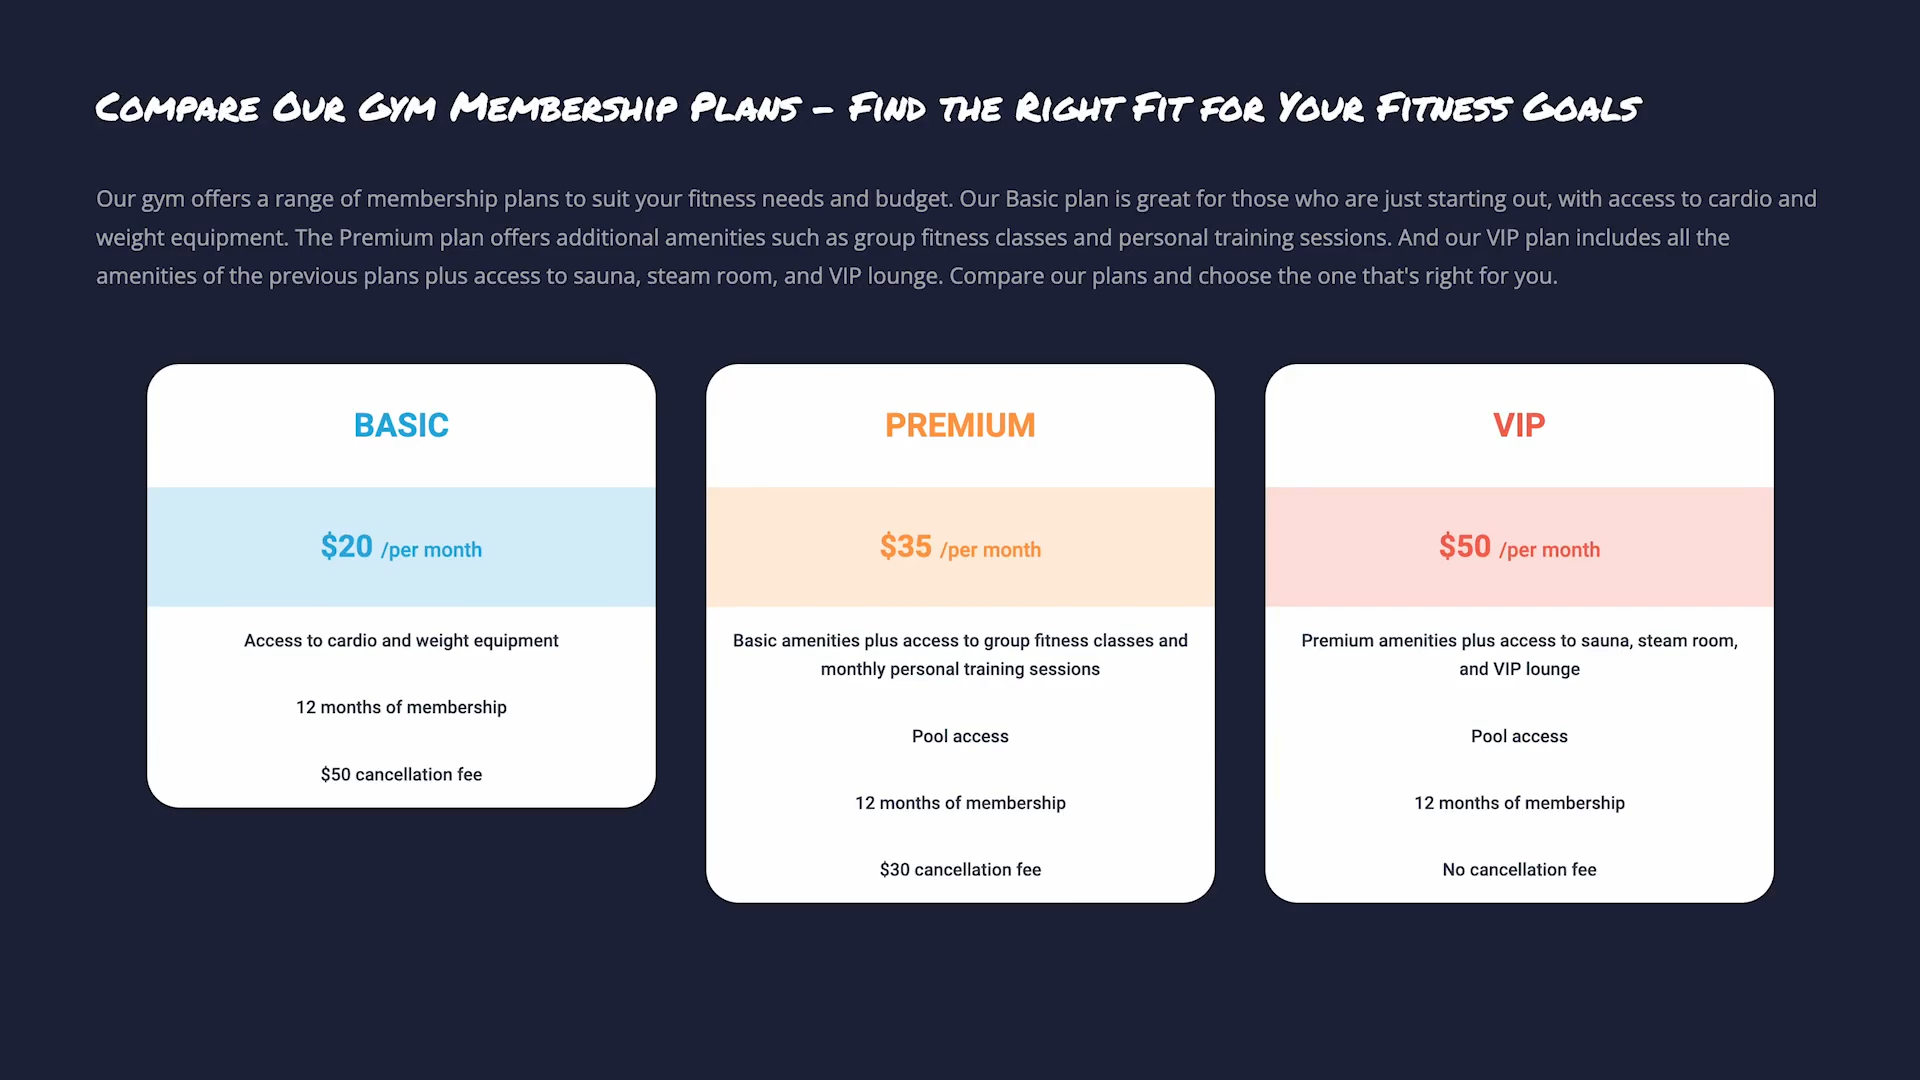 Compare Our Gym Membership Plans – Find the Right Fit for Your Fitness Goals
Our gym offers a range of membership plans to suit your fitness needs and budget. Our Basic plan is great for those who are just starting out, with access to cardio and
weight equipment. The Premium plan offers additional amenities such as group fitness classes and personal training sessions. And our VIP plan includes all the
amenities of the previous plans plus access to sauna, steam room, and VIP lounge. Compare our plans and choose the one that's right for you.
BASIC
$20 /per month
Access to cardio and weight equipment
12 months of membership
$50 cancellation fee
PREMIUM
$35 /per month
Basic amenities plus access to group fitness classes and
monthly personal training sessions
Pool access
12 months of membership
$30 cancellation fee
VIP
$50 /per month
Premium amenities plus access to sauna, steam room,
and VIP lounge
Pool access
12 months of membership
No cancellation fee